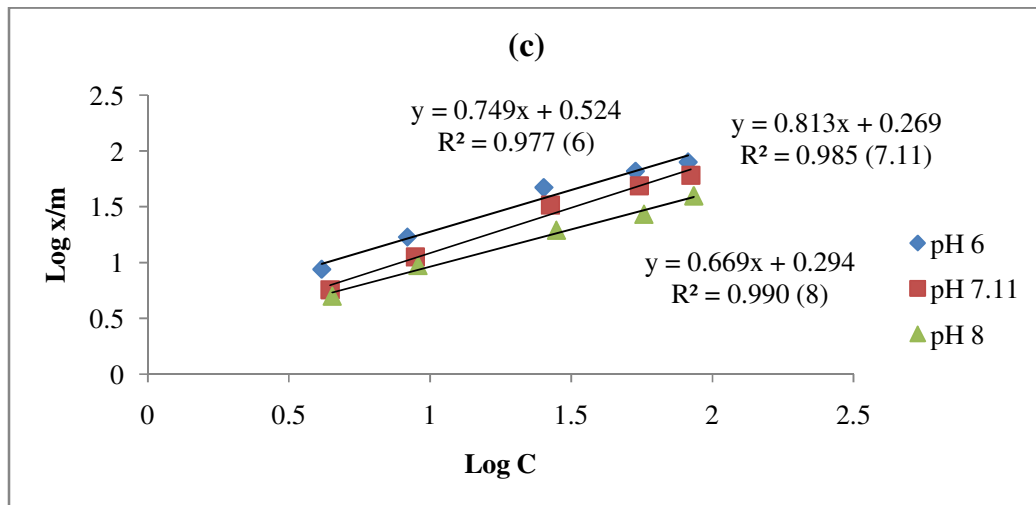 (c)
y = 0.749x + 0.524
R² = 0.977 (6)
y = 0.813x + 0.269
R² = 0.985 (7.11)
y = 0.669x + 0.294
R² = 0.990 (8)
Log x/m
2.5
2
1.5
1
0.5
0
0 0.5 1 1.5 2 2.5
Log C
pH 6
pH 7.11
pH 8